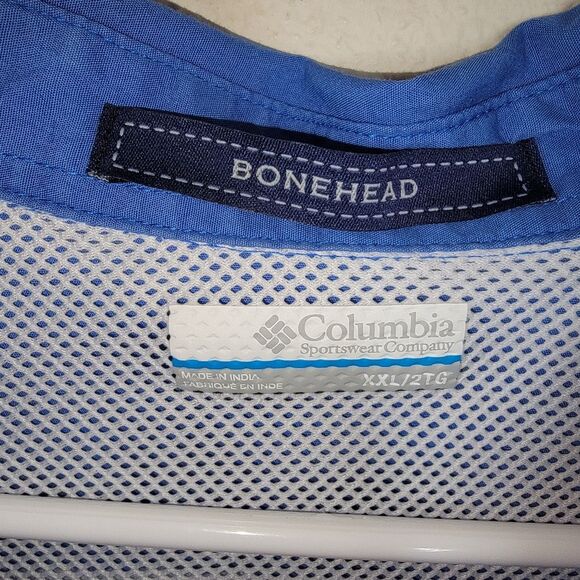 BONEHEAD
Columbia
Sportswear Company
MADE IN INDIA
FABRIQUÉ EN INDE
XXL/2TG